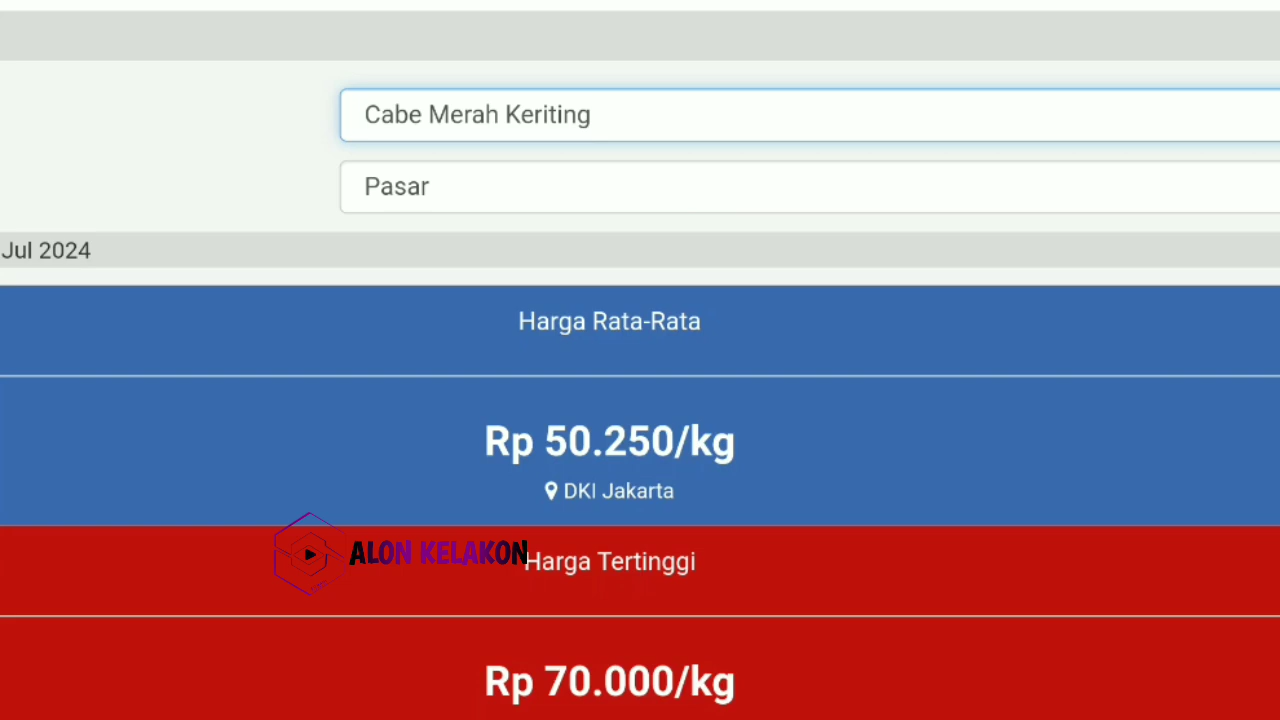 Cabe Merah Keriting
Pasar
Jul 2024
Harga Rata-Rata
Rp 50.250/kg
DKI Jakarta
ALON KELAKON
Harga Tertinggi
Rp 70.000/kg